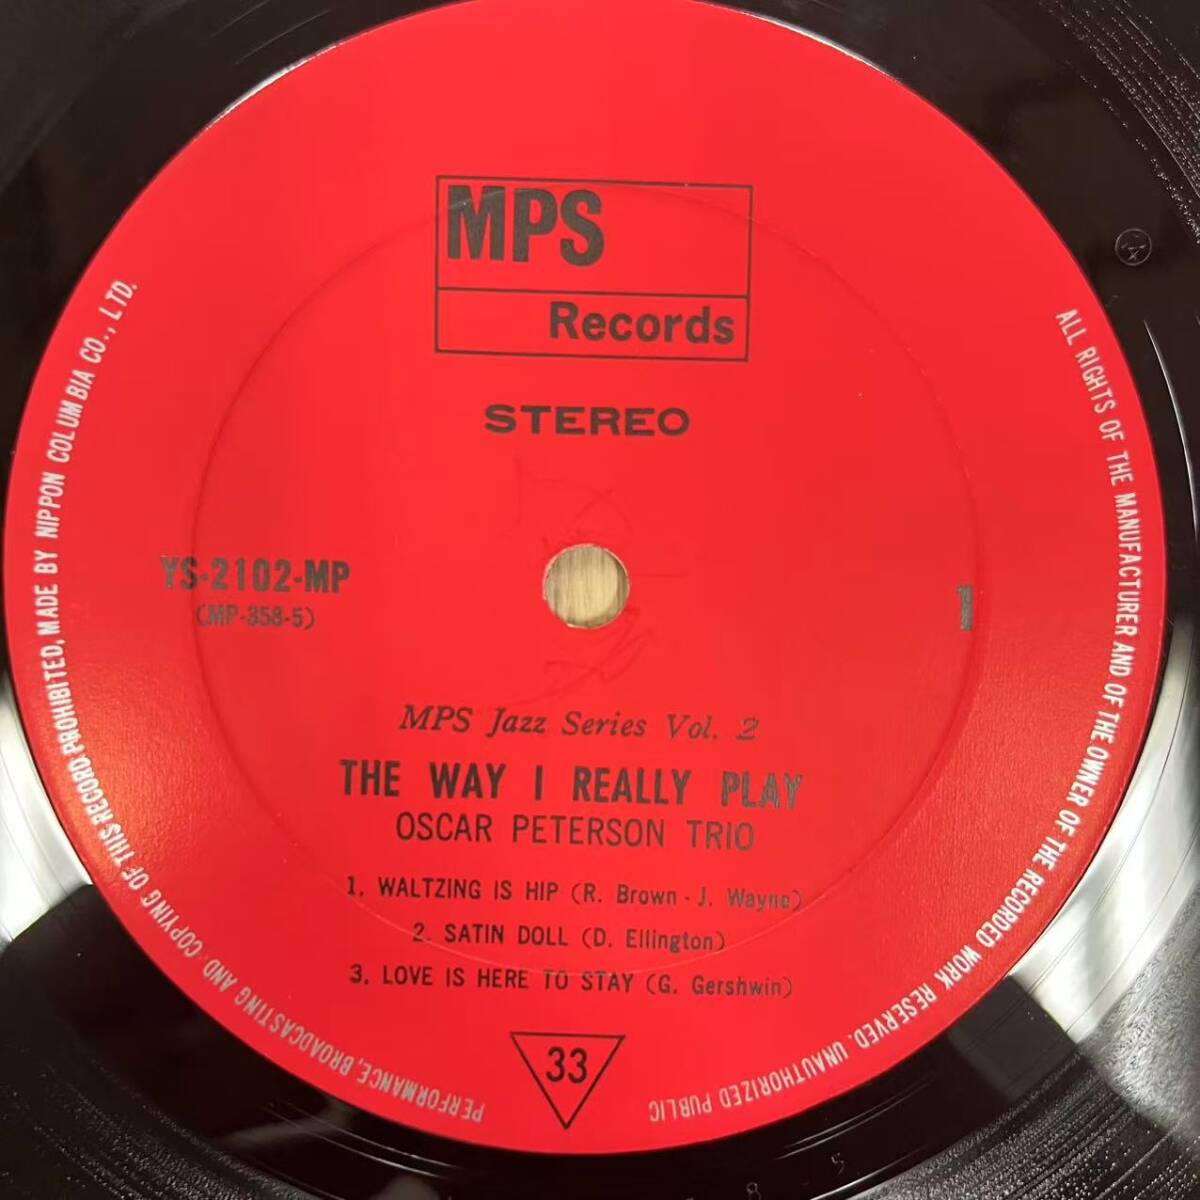 MPS
Records
STEREO
YS-2102-MP
(MP-358-5)
1
MPS Jazz Series Vol. 2
THE WAY I REALLY PLAY
OSCAR PETERSON TRIO
1. WALTZING IS HIP (R. Brown - J. Wayne)
2. SATIN DOLL (D. Ellington)
3. LOVE IS HERE TO STAY (G. Gershwin)
33
ALL RIGHTS OF THE MANUFACTURER AND OF THE OWNER OF THE RECORDED WORK RESERVED. UNAUTHORIZED PUBLIC PERFORMANCE, BROADCASTING AND COPYING OF THIS RECORD PROHIBITED, MADE BY NIPPON COLUMBIA CO., LTD.